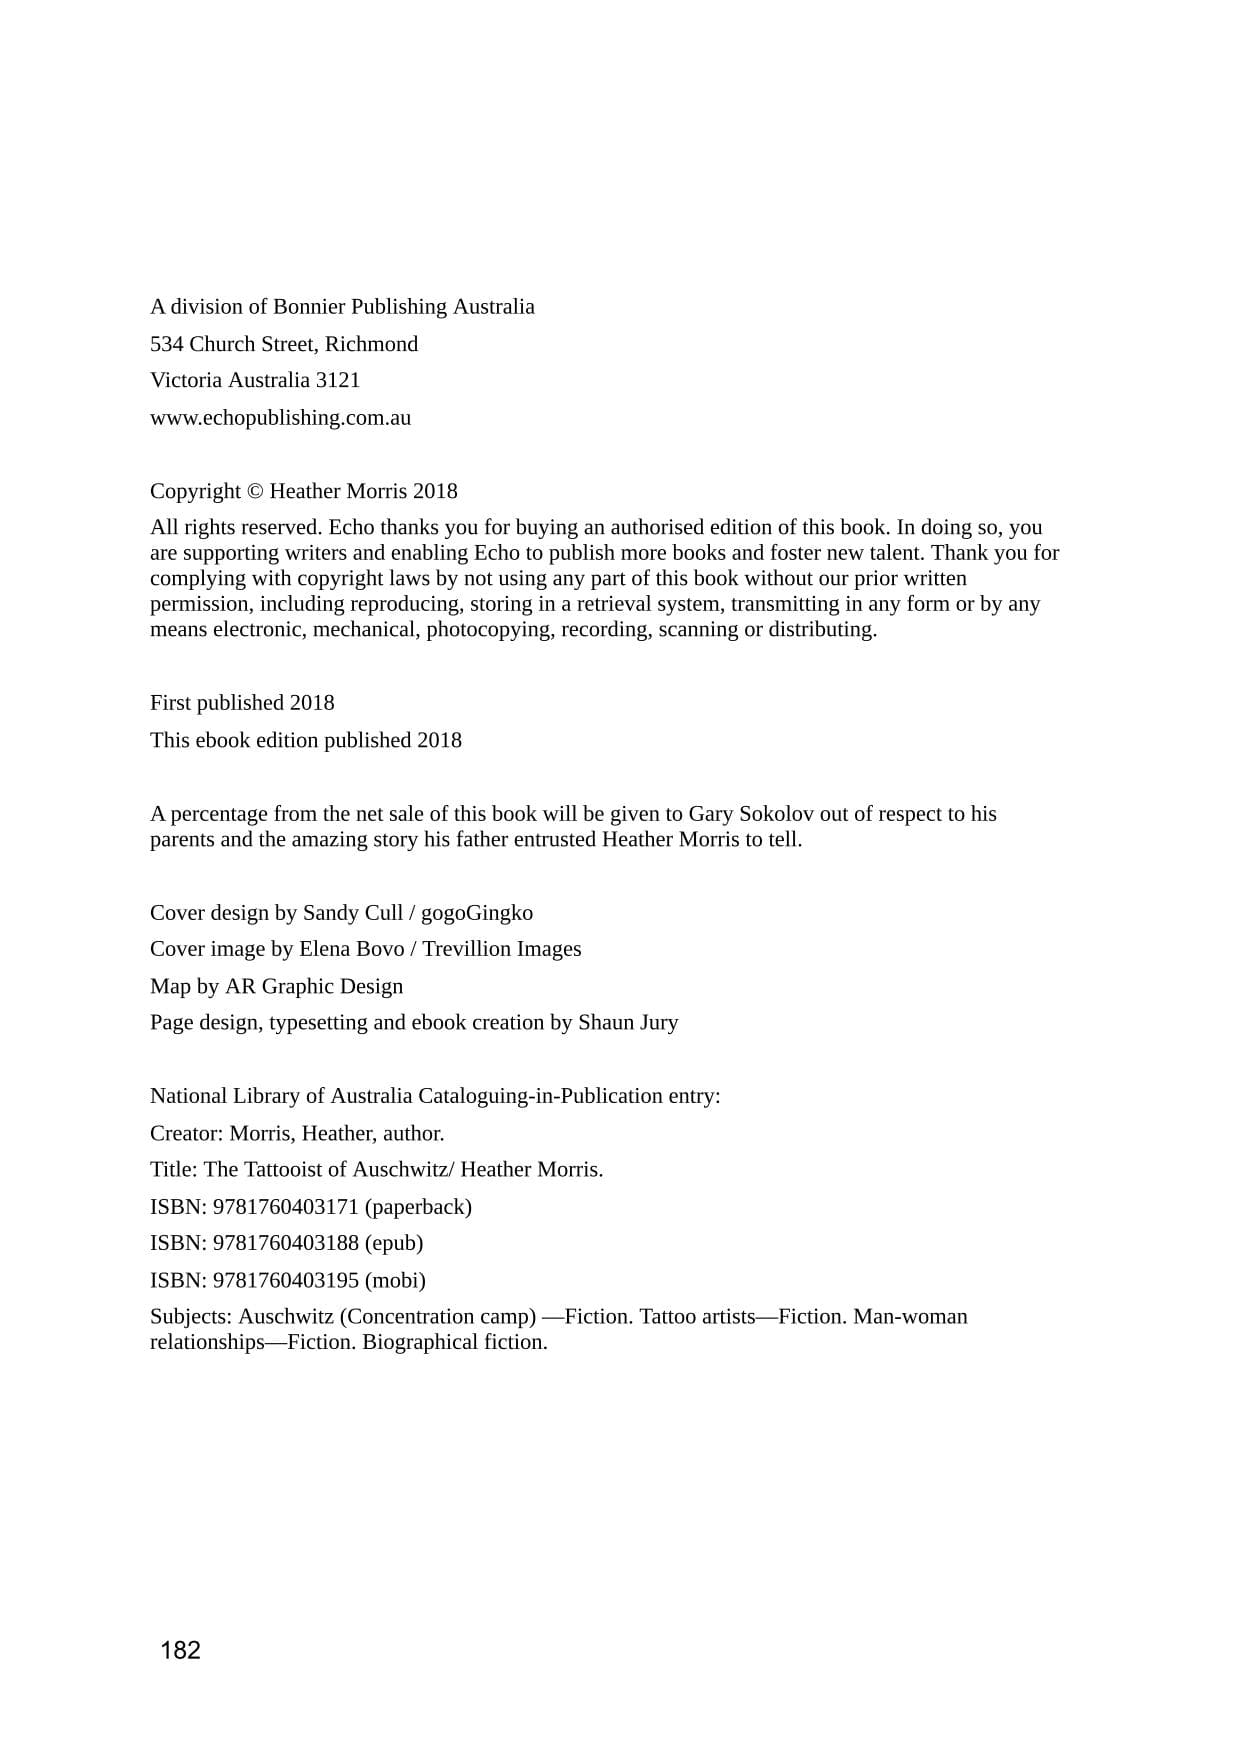 A division of Bonnier Publishing Australia
534 Church Street, Richmond
Victoria Australia 3121
www.echopublishing.com.au
Copyright © Heather Morris 2018
All rights reserved. Echo thanks you for buying an authorised edition of this book. In doing so, you
are supporting writers and enabling Echo to publish more books and foster new talent. Thank you for
complying with copyright laws by not using any part of this book without our prior written
permission, including reproducing, storing in a retrieval system, transmitting in any form or by any
means electronic, mechanical, photocopying, recording, scanning or distributing.
First published 2018
This ebook edition published 2018
A percentage from the net sale of this book will be given to Gary Sokolov out of respect to his
parents and the amazing story his father entrusted Heather Morris to tell.
Cover design by Sandy Cull / gogoGingko
Cover image by Elena Bovo / Trevillion Images
Map by AR Graphic Design
Page design, typesetting and ebook creation by Shaun Jury
National Library of Australia Cataloguing-in-Publication entry:
Creator: Morris, Heather, author.
Title: The Tattooist of Auschwitz/ Heather Morris.
ISBN: 9781760403171 (paperback)
ISBN: 9781760403188 (epub)
ISBN: 9781760403195 (mobi)
Subjects: Auschwitz (Concentration camp) —Fiction. Tattoo artists—Fiction. Man-woman
relationships—Fiction. Biographical fiction.
182